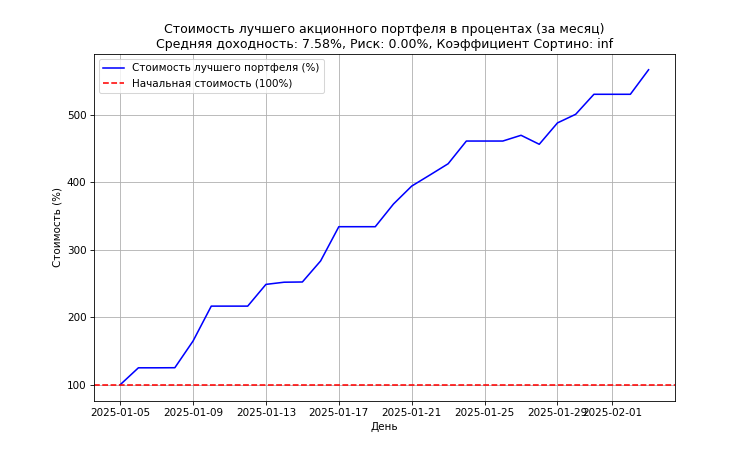 Стоимость лучшего акционного портфеля в процентах (за месяц)
Средняя доходность: 7.58%, Риск: 0.00%, Коэффициент Сортино: inf
Стоимость лучшего портфеля (%)
Начальная стоимость (100%)
Стоимость (%)
500
400
300
200
100
2025-01-05 2025-01-09 2025-01-13 2025-01-17 2025-01-21 2025-01-25 2025-01-29 2025-02-01
День